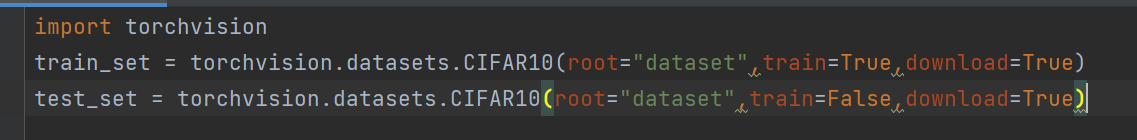 import torchvision
train_set = torchvision.datasets.CIFAR10(root="dataset",train=True,download=True)
test_set = torchvision.datasets.CIFAR10(root="dataset",train=False,download=True)